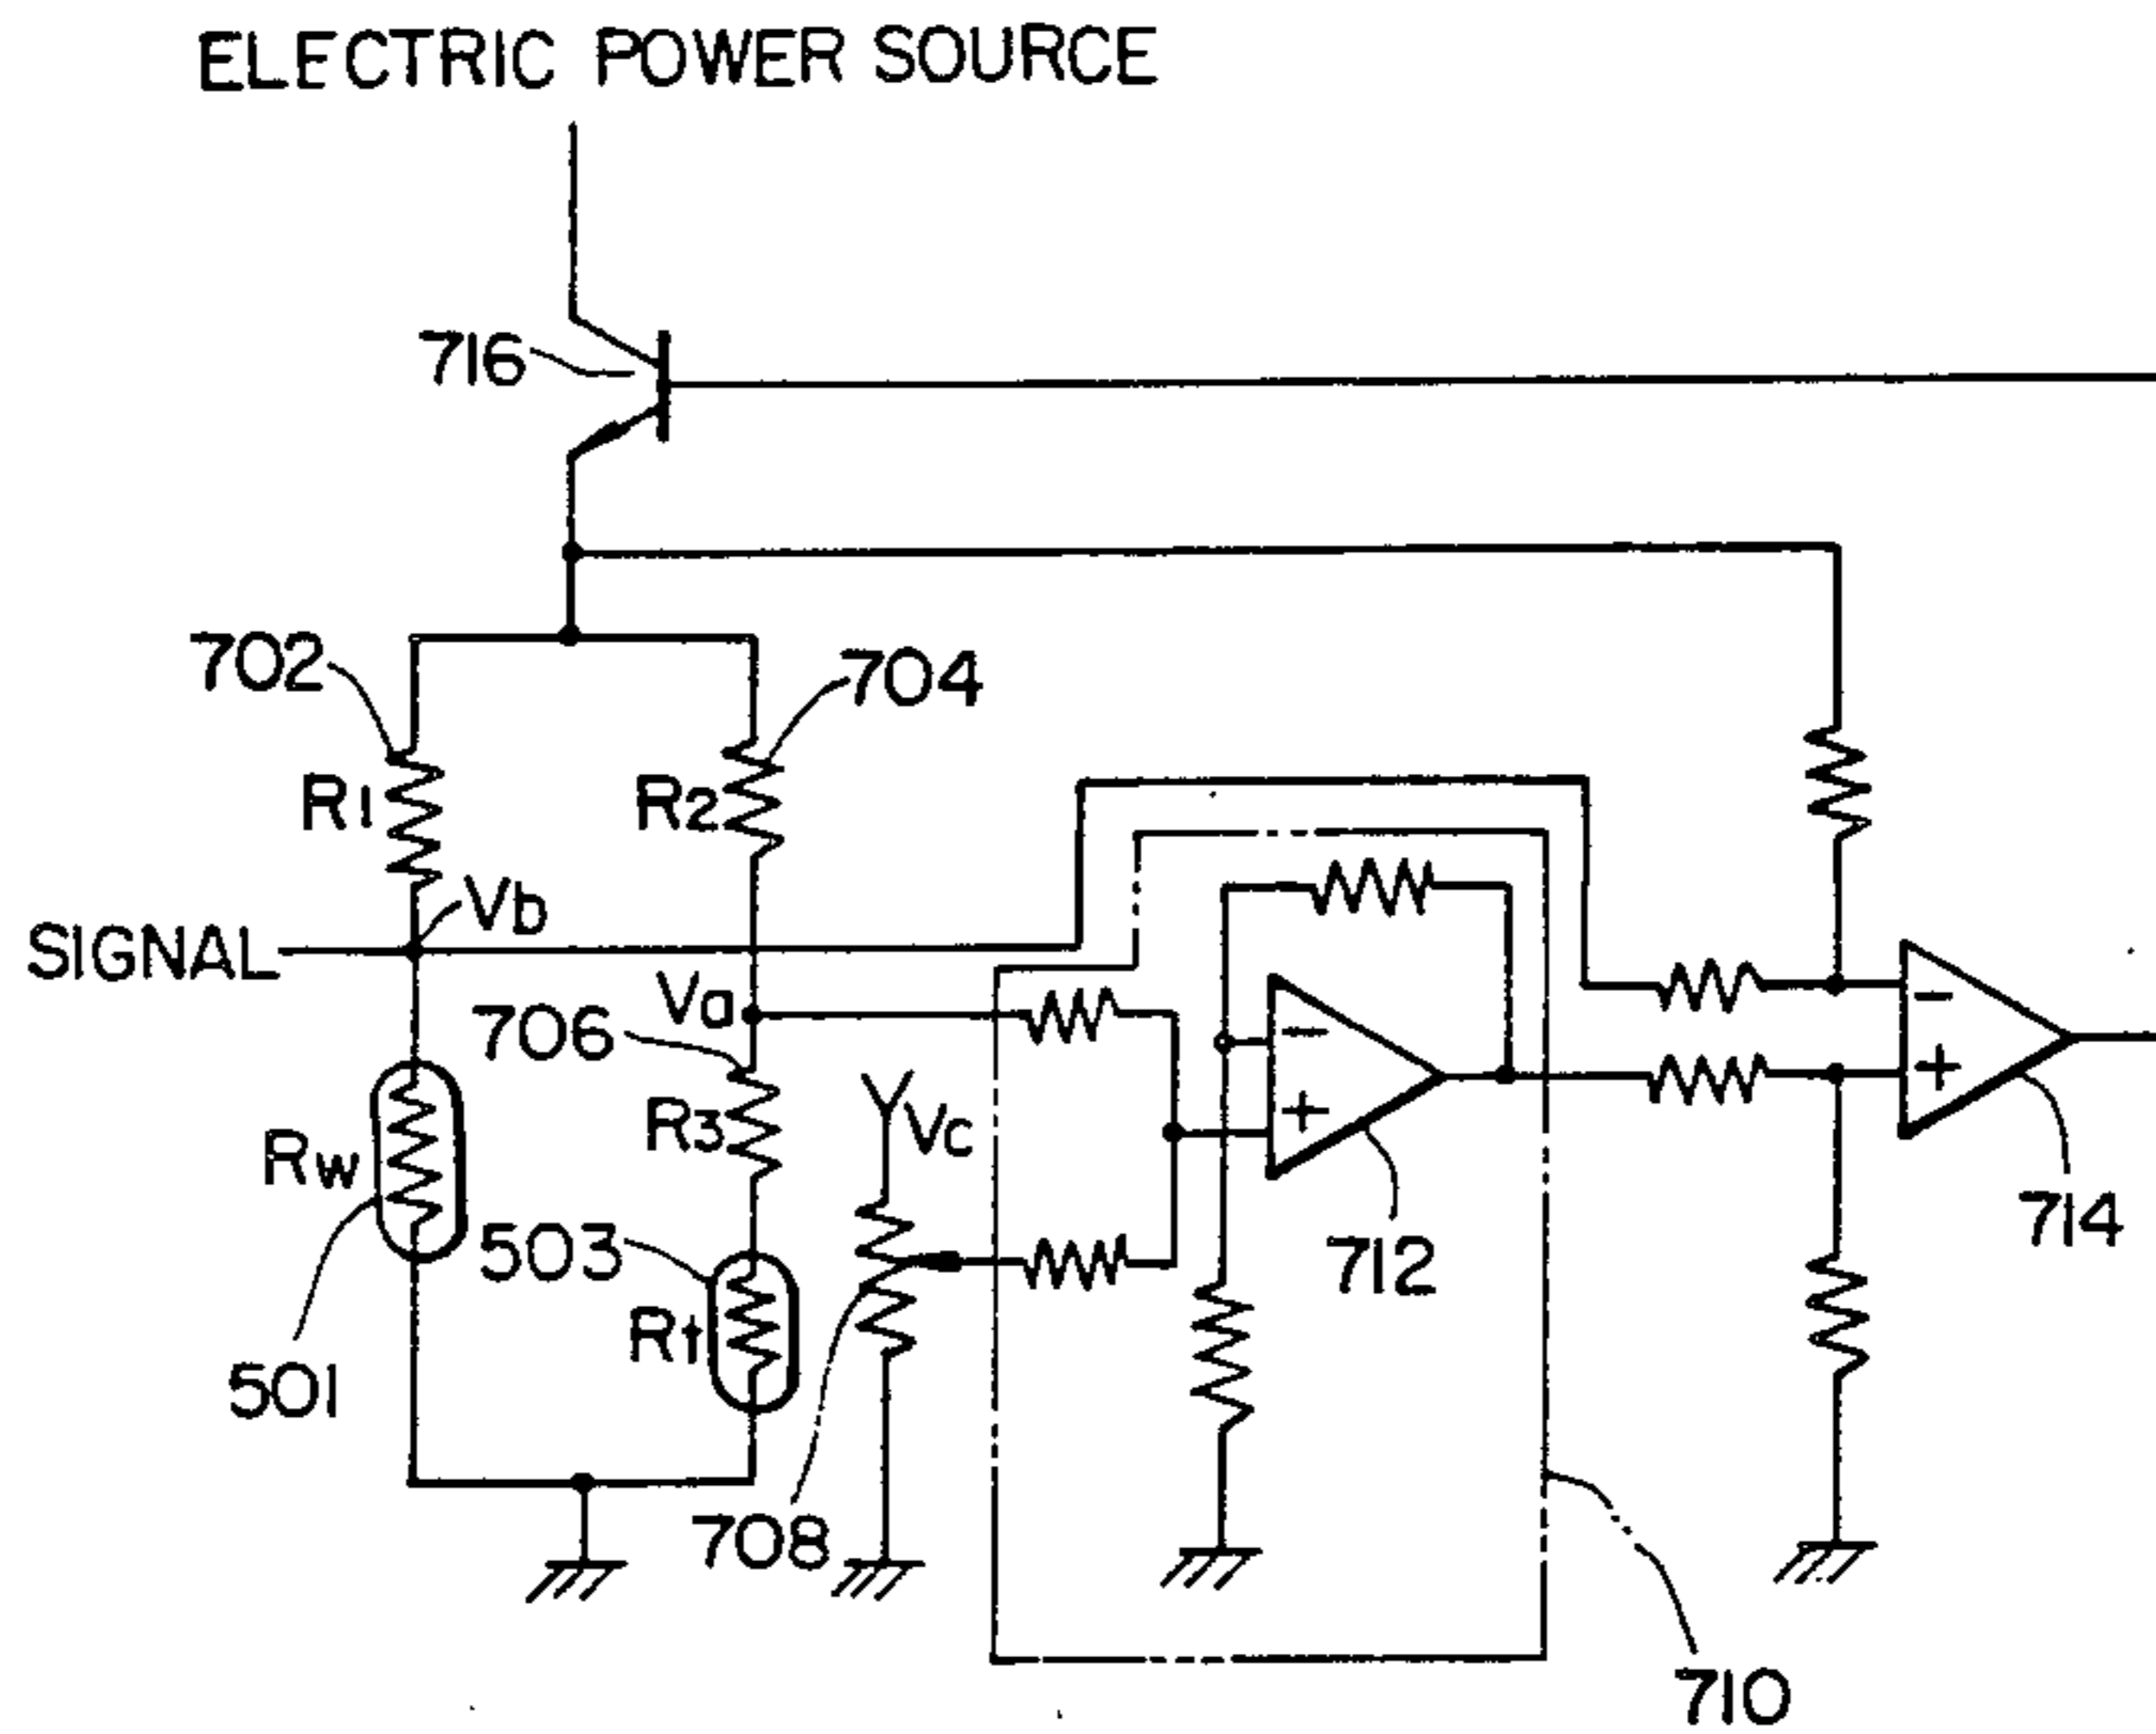 ELECTRIC POWER SOURCE
716
702
704
R1
R2
Vb
SIGNAL
Va
706
−
+
−
+
R3
Vc
Rw
503
714
712
Rt
501
708
710